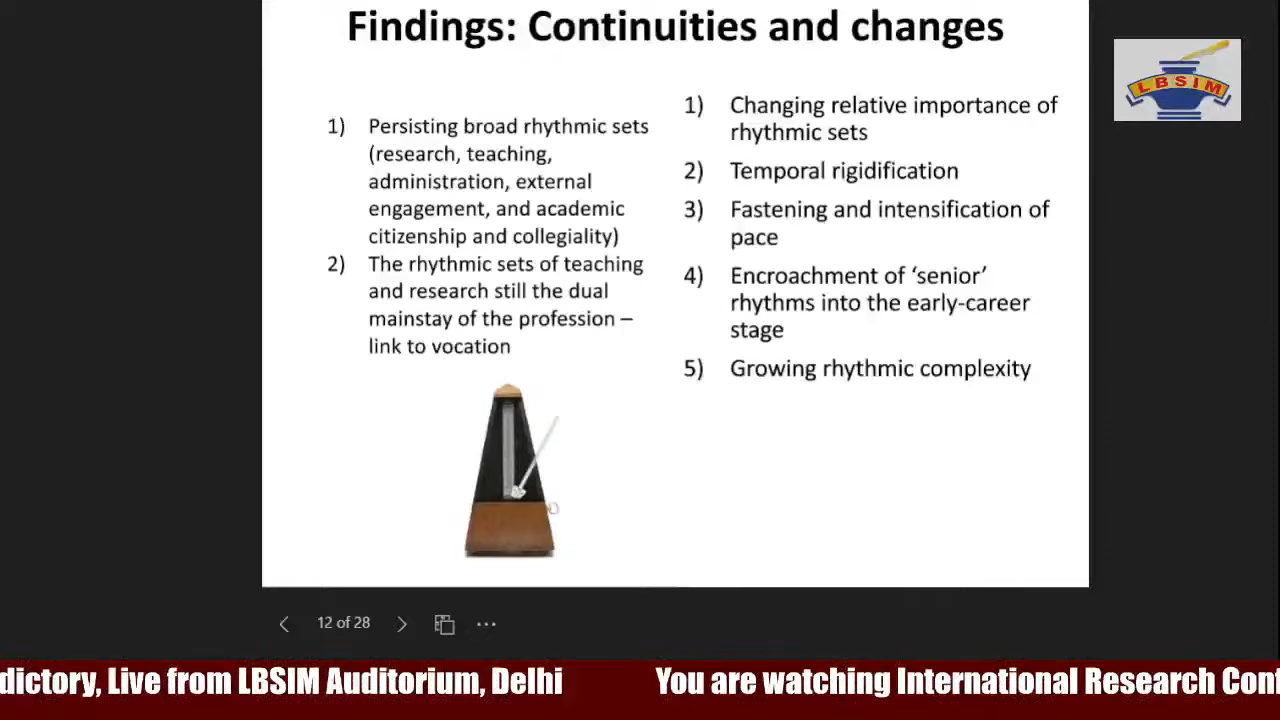 Findings: Continuities and changes
LBSIM
1) Persisting broad rhythmic sets
(research, teaching,
administration, external
engagement, and academic
citizenship and collegiality)
2) The rhythmic sets of teaching
and research still the dual
mainstay of the profession –
link to vocation
1) Changing relative importance of
rhythmic sets
2) Temporal rigidification
3) Fastening and intensification of
pace
4) Encroachment of ‘senior’
rhythms into the early-career
stage
5) Growing rhythmic complexity
12 of 28
dictory, Live from LBSIM Auditorium, Delhi
You are watching International Research Conf